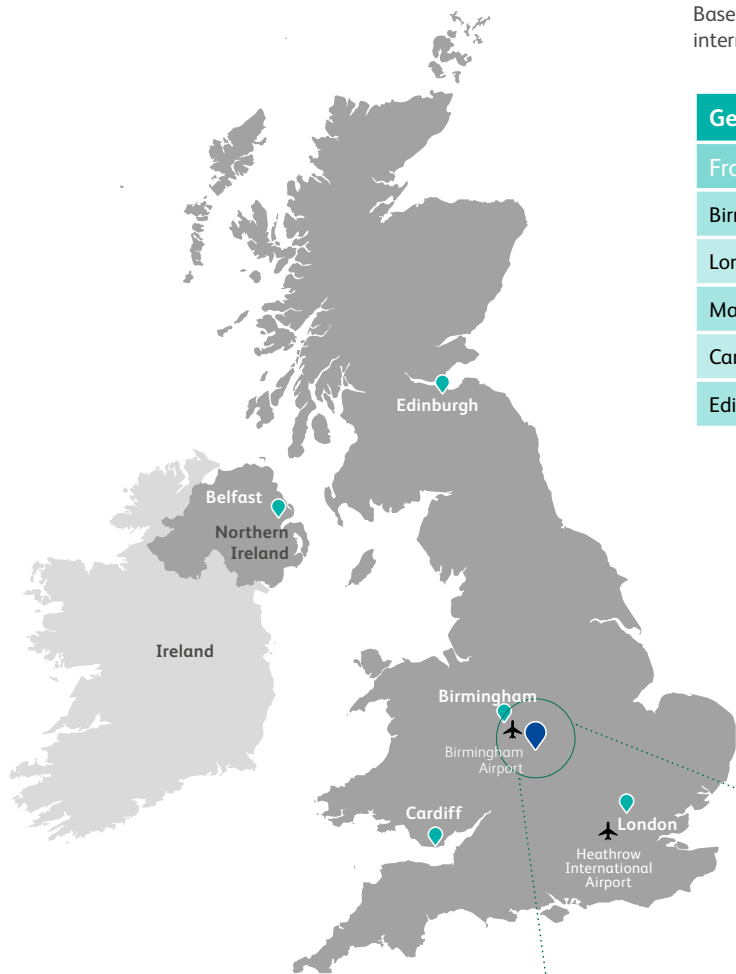 Base
intern
Ge
Fro
Birr
Lor
Ma
Car
Edi
Edinburgh
Belfast
Northern
Ireland
Ireland
Birmingham
Birmingham
Airport
Cardiff
London
Heathrow
International
Airport